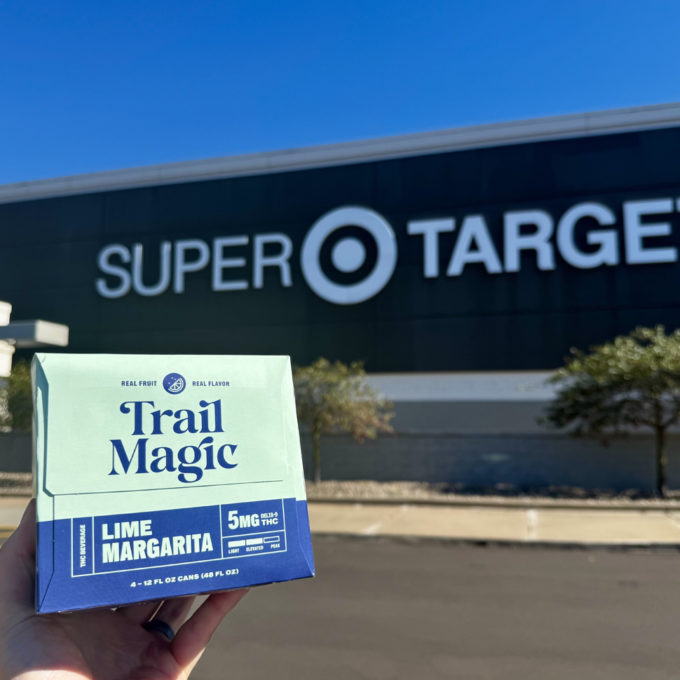 SUPER TARGET
REAL FRUIT REAL FLAVOR
Trail
Magic
THC BEVERAGE
LIME
MARGARITA
5MG DELTA-9 THC
LIGHT ELEVATED PEAK
4 – 12 FL OZ CANS (48 FL OZ)